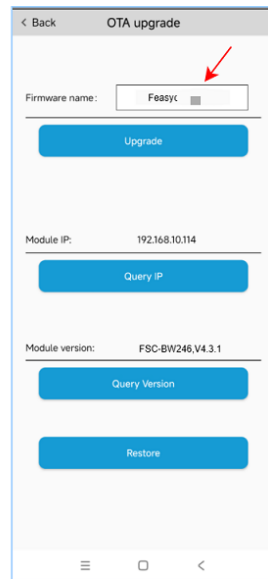 < Back OTA upgrade
Firmware name: Feasyc
Upgrade
Module IP: 192.168.10.114
Query IP
Module version: FSC-BW246,V4.3.1
Query Version
Restore